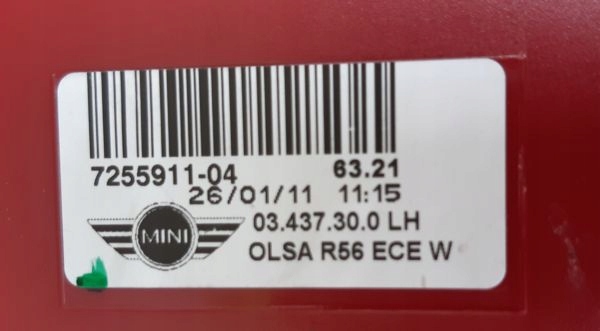 7255911-04 63.21
26/01/11 11:15
MINI 03.437.30.0 LH
OLSA R56 ECE W